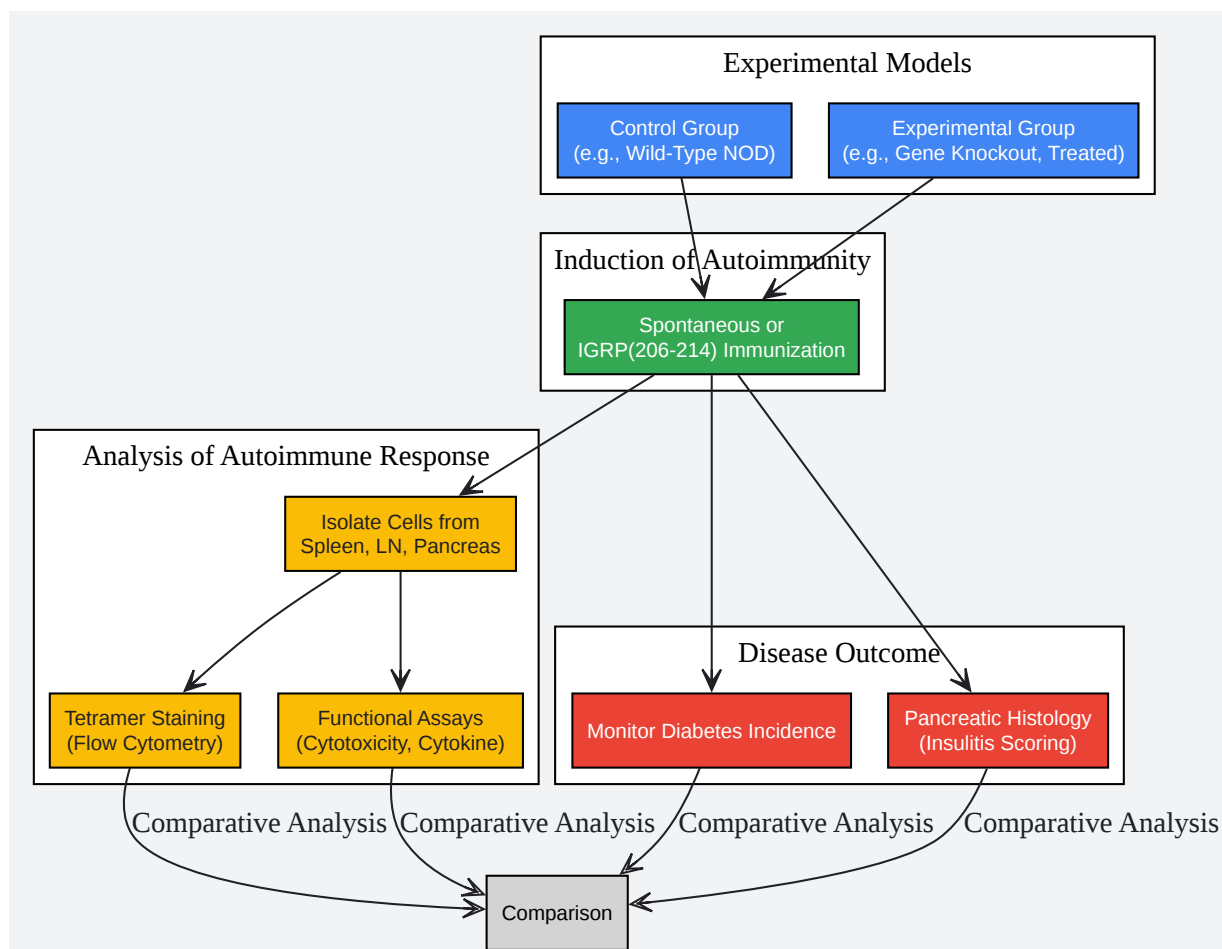 Experimental Models
Control Group
(e.g., Wild-Type NOD)
Experimental Group
(e.g., Gene Knockout, Treated)
Induction of Autoimmunity
Spontaneous or
IGRP(206-214) Immunization
Analysis of Autoimmune Response
Isolate Cells from
Spleen, LN, Pancreas
Disease Outcome
Tetramer Staining
(Flow Cytometry)
Functional Assays
(Cytotoxicity, Cytokine)
Monitor Diabetes Incidence
Pancreatic Histology
(Insulitis Scoring)
Comparative Analysis
Comparative Analysis
Comparative Analysis
Comparative Analysis
Comparison